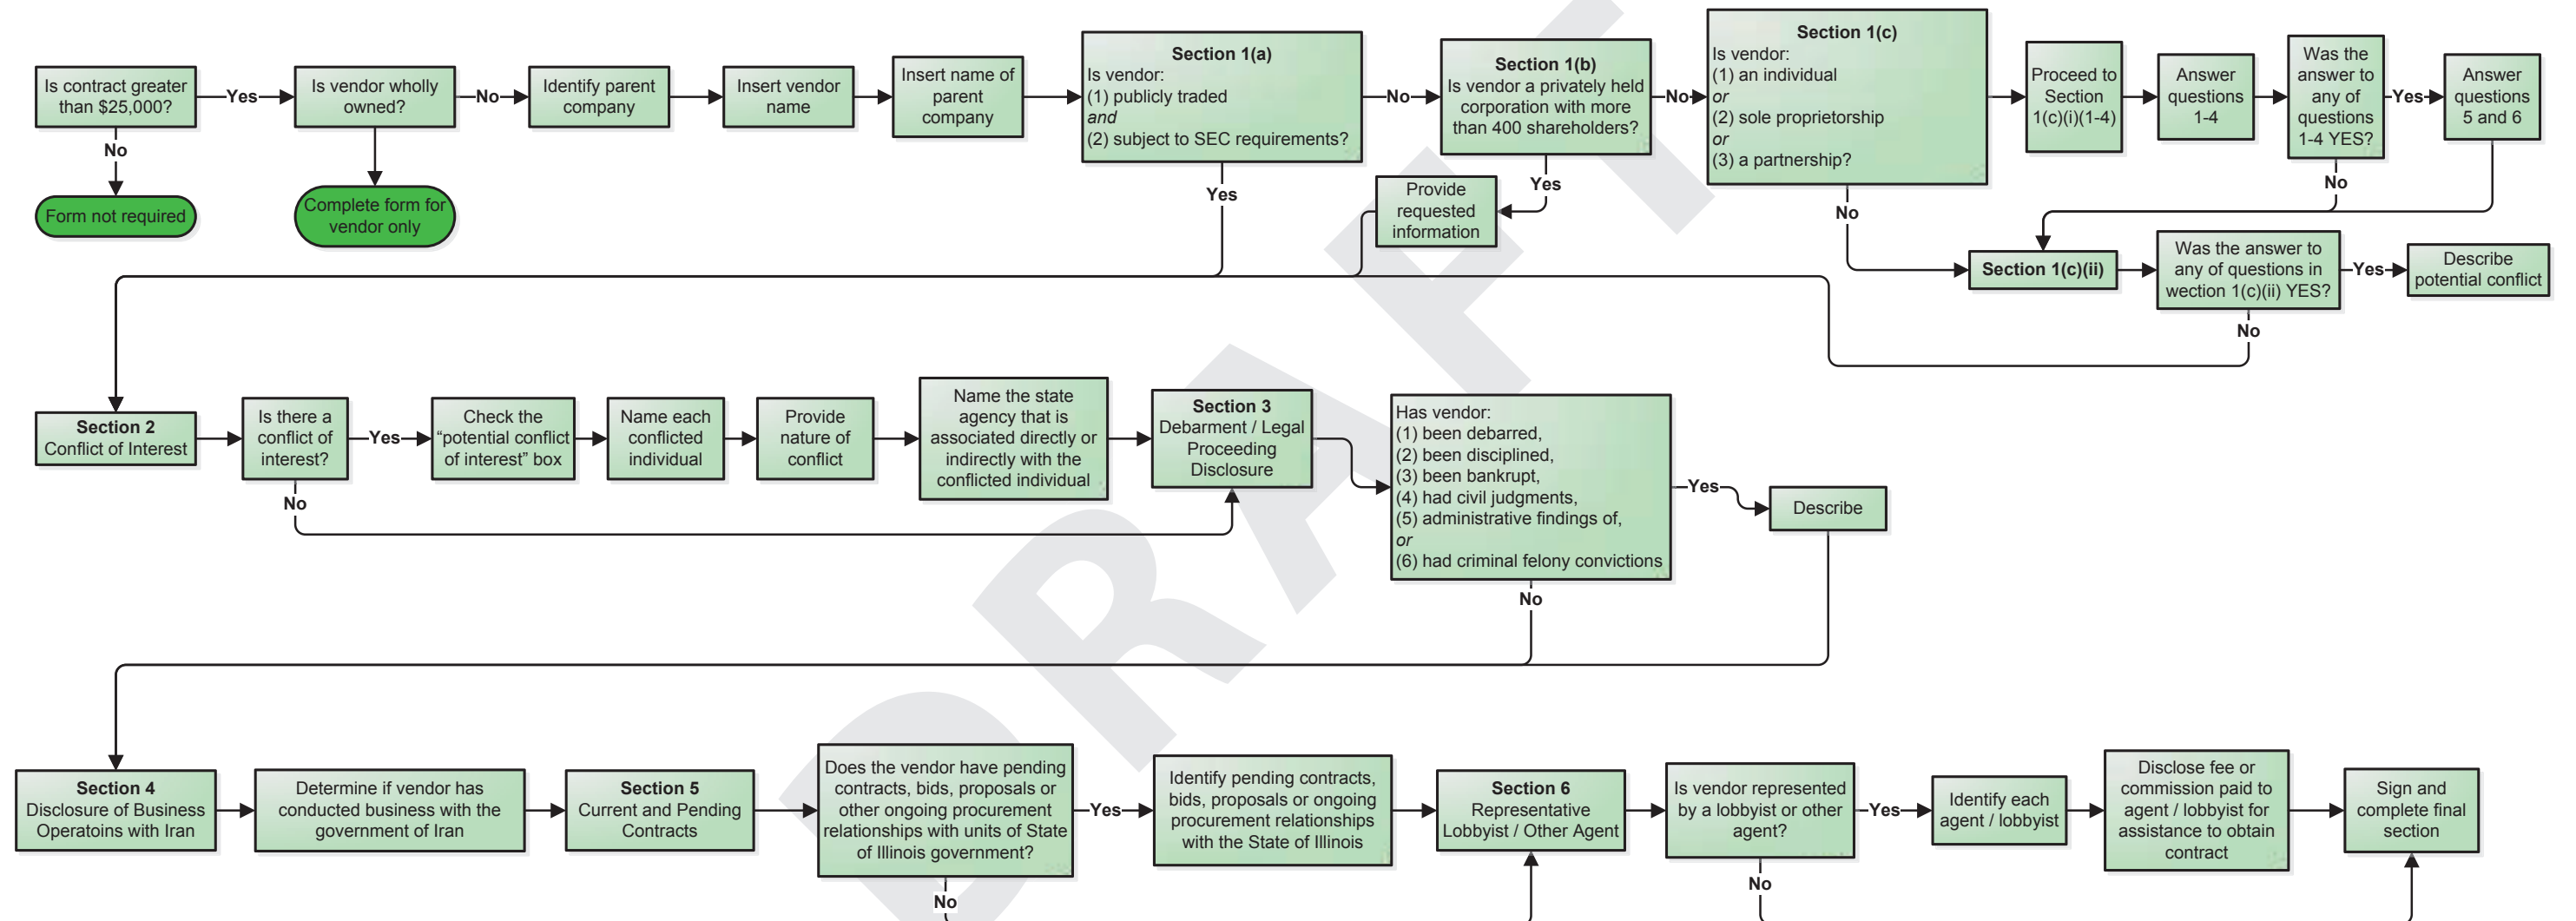 Is contract greater
than $25,000?
Yes
No
Form not required
Is vendor wholly
owned?
No
Complete form for
vendor only
Identify parent
company
Insert vendor
name
Insert name of
parent
company
Section 1(a)
Is vendor:
(1) publicly traded
and
(2) subject to SEC requirements?
No
Yes
Section 1(b)
Is vendor a privately held
corporation with more
than 400 shareholders?
No
Yes
Provide
requested
information
Section 1(c)
Is vendor:
(1) an individual
or
(2) sole proprietorship
or
(3) a partnership?
No
Proceed to
Section
1(c)(i)(1-4)
Answer
questions
1-4
Was the
answer to
any of
questions
1-4 YES?
Yes
No
Answer
questions
5 and 6
Section 1(c)(ii)
Was the answer to
any of questions in
wection 1(c)(ii) YES?
Yes
No
Describe
potential conflict
Section 2
Conflict of Interest
Is there a
conflict of
interest?
Yes
No
Check the
“potential conflict
of interest” box
Name each
conflicted
individual
Provide
nature of
conflict
Name the state
agency that is
associated directly or
indirectly with the
conflicted individual
Section 3
Debarment / Legal
Proceeding
Disclosure
Has vendor:
(1) been debarred,
(2) been disciplined,
(3) been bankrupt,
(4) had civil judgments,
(5) administrative findings of,
or
(6) had criminal felony convictions
Yes
No
Describe
Section 4
Disclosure of Business
Operatoins with Iran
Determine if vendor has
conducted business with the
government of Iran
Section 5
Current and Pending
Contracts
Does the vendor have pending
contracts, bids, proposals or
other ongoing procurement
relationships with units of State
of Illinois government?
Yes
No
Identify pending contracts,
bids, proposals or ongoing
procurement relationships
with the State of Illinois
Section 6
Representative
Lobbyist / Other Agent
Is vendor represented
by a lobbyist or other
agent?
Yes
No
Identify each
agent / lobbyist
Disclose fee or
commission paid to
agent / lobbyist for
assistance to obtain
contract
Sign and
complete final
section
DRAFT